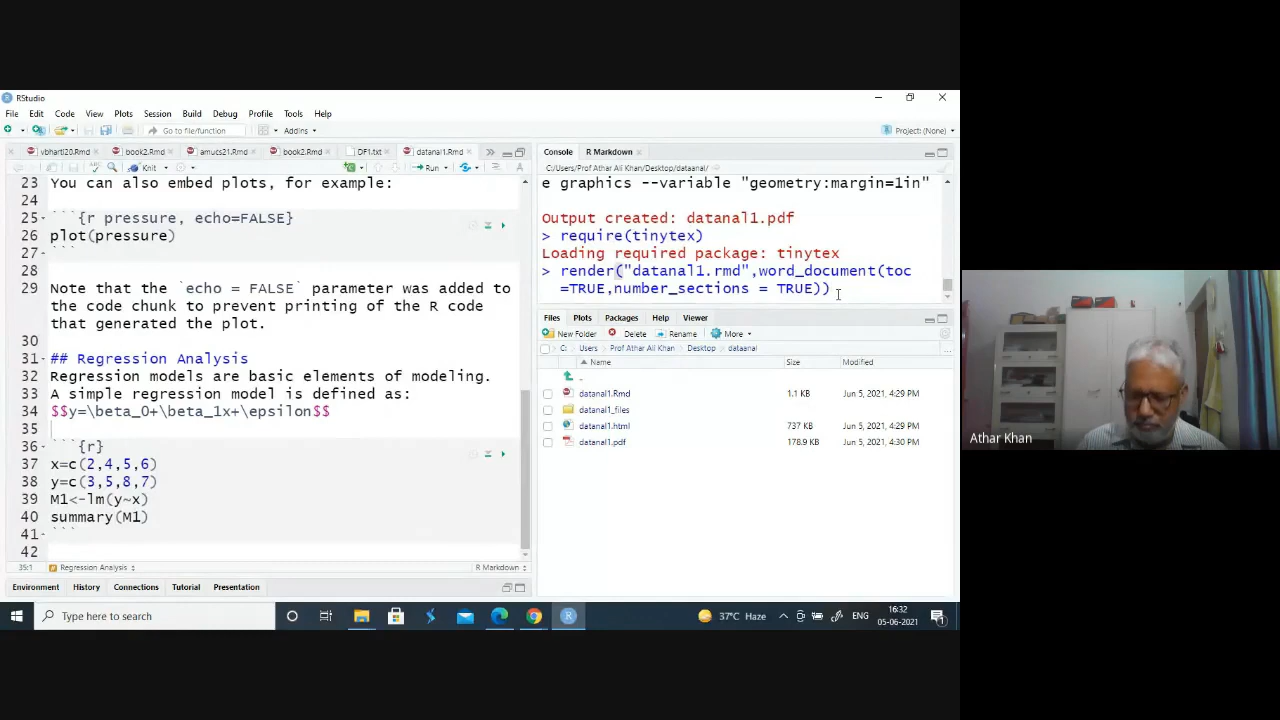 RStudio
File Edit Code View Plots Session Build Debug Profile Tools Help
Go to file/function Addins Project: (None)
vbharti20.Rmd book2.Rmd amucs21.Rmd book2.Rmd DF1.txt datanal1.Rmd
Knit Run
23 You can also embed plots, for example:
24
25 ```{r pressure, echo=FALSE}
26 plot(pressure)
27 ```
28
29 Note that the `echo = FALSE` parameter was added to
the code chunk to prevent printing of the R code
that generated the plot.
30
31 ## Regression Analysis
32 Regression models are basic elements of modeling.
33 A simple regression model is defined as:
34 $$y=\beta_0+\beta_1x+\epsilon$$
35
36 ```{r}
37 x=c(2,4,5,6)
38 y=c(3,5,8,7)
39 M1<-lm(y~x)
40 summary(M1)
41 ```
42
35:1 Regression Analysis R Markdown
Environment History Connections Tutorial Presentation
Console R Markdown
C:/Users/Prof Athar Ali Khan/Desktop/dataanal/
e graphics --variable "geometry:margin=1in"
Output created: datanal1.pdf
> require(tinytex)
Loading required package: tinytex
> render("datanal1.rmd",word_document(toc
=TRUE,number_sections = TRUE))
Files Plots Packages Help Viewer
New Folder Delete Rename More
C: Users Prof Athar Ali Khan Desktop dataanal ...
Name Size Modified
..
datanal1.Rmd 1.1 KB Jun 5, 2021, 4:29 PM
datanal1_files
datanal1.html 737 KB Jun 5, 2021, 4:29 PM
datanal1.pdf 178.9 KB Jun 5, 2021, 4:30 PM
Type here to search 37°C Haze ENG 16:32
05-06-2021 1
Athar Khan